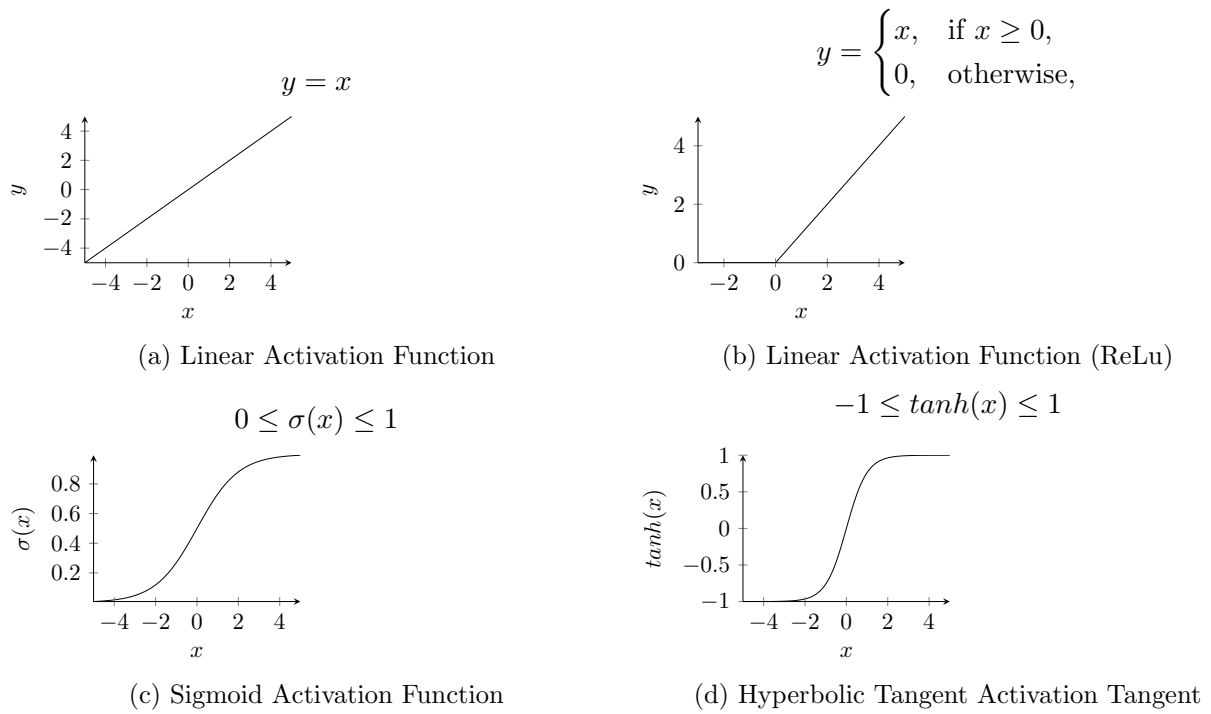 y = x
y
4
2
0
−2
−4
−4 −2 0 2 4
x
(a) Linear Activation Function
y = { x, if x ≥ 0,
0, otherwise,
y
4
2
0
−2 0 2 4
x
(b) Linear Activation Function (ReLu)
0 ≤ σ(x) ≤ 1
σ(x)
0.8
0.6
0.4
0.2
−4 −2 0 2 4
x
(c) Sigmoid Activation Function
−1 ≤ tanh(x) ≤ 1
tanh(x)
1
0.5
0
−0.5
−1
−4 −2 0 2 4
x
(d) Hyperbolic Tangent Activation Tangent